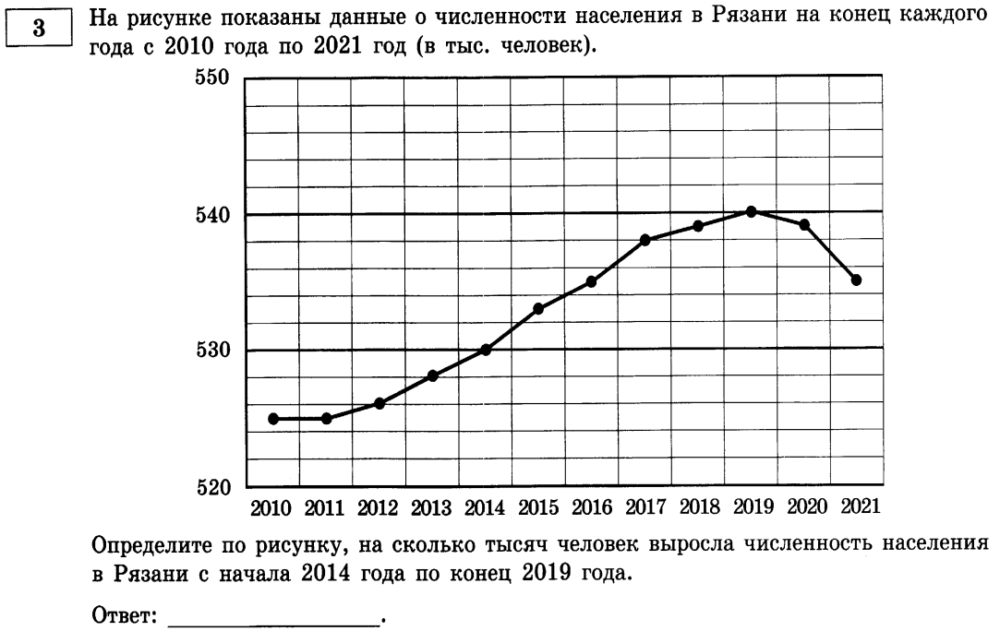 3
На рисунке показаны данные о численности населения в Рязани на конец каждого
года с 2010 года по 2021 год (в тыс. человек).
550
540
530
520
2010 2011 2012 2013 2014 2015 2016 2017 2018 2019 2020 2021
Определите по рисунку, на сколько тысяч человек выросла численность населения
в Рязани с начала 2014 года по конец 2019 года.
Ответ: ____________________.